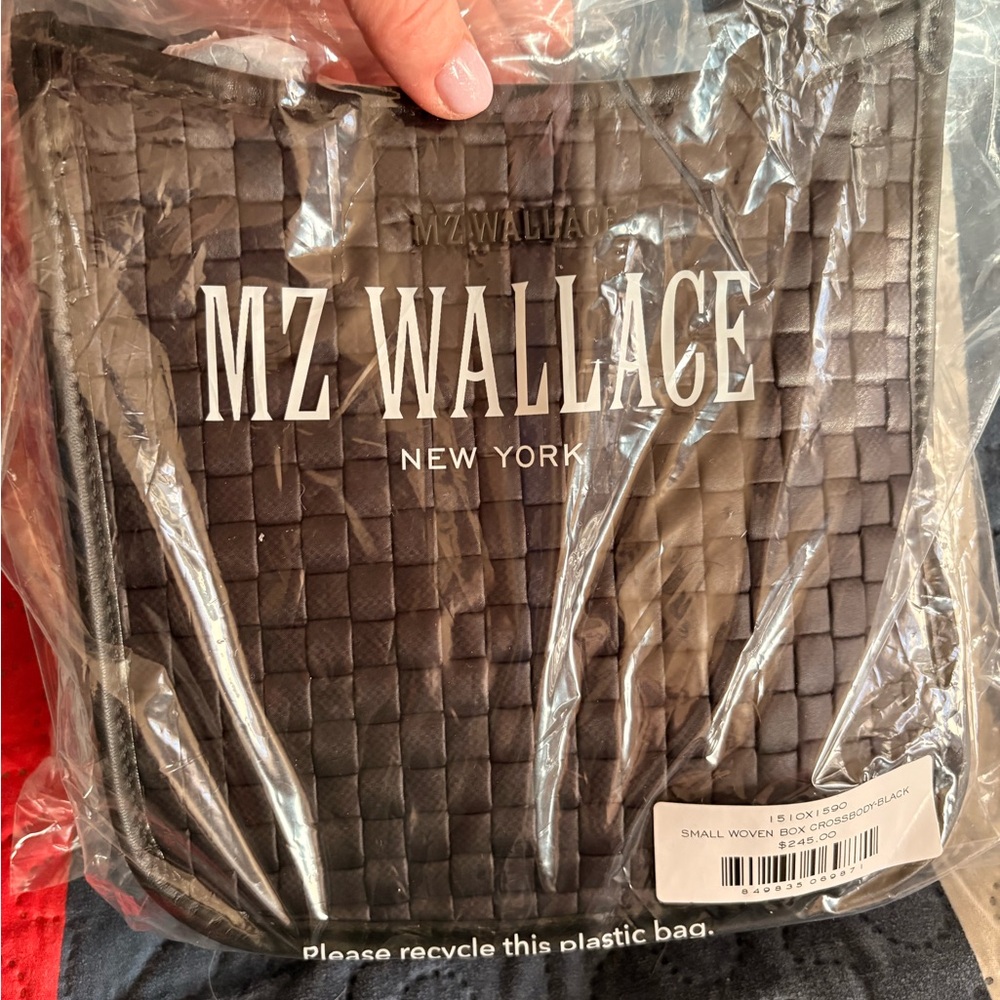 MZ WALLACE
MZ WALLACE
NEW YORK
1510X1590
SMALL WOVEN BOX CROSSBODY-BLACK
$245.00
849835069871
Please recycle this plastic bag.